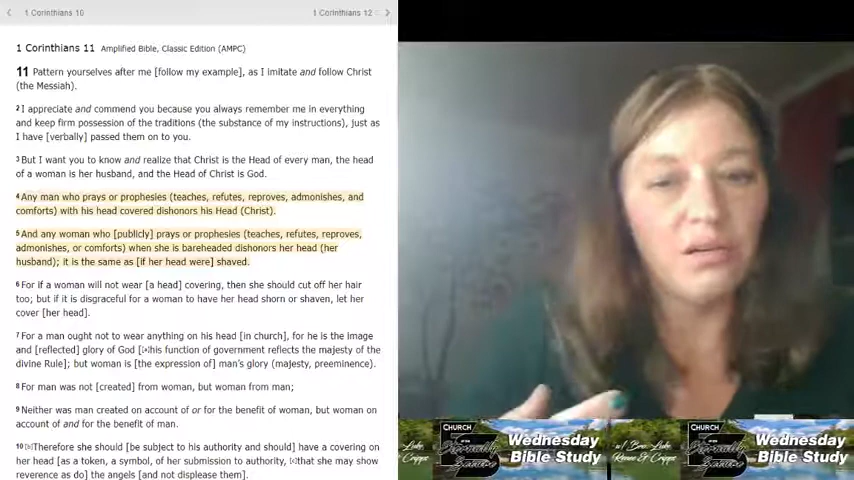 1 Corinthians 10
1 Corinthians 12
1 Corinthians 11 Amplified Bible, Classic Edition (AMPC)
11 Pattern yourselves after me [follow my example], as I imitate and follow Christ
(the Messiah).
2 I appreciate and commend you because you always remember me in everything
and keep firm possession of the traditions (the substance of my instructions), just as
I have [verbally] passed them on to you.
3 But I want you to know and realize that Christ is the Head of every man, the head
of a woman is her husband, and the Head of Christ is God.
4 Any man who prays or prophesies (teaches, refutes, reproves, admonishes, and
comforts) with his head covered dishonors his Head (Christ).
5 And any woman who [publicly] prays or prophesies (teaches, refutes, reproves,
admonishes, or comforts) when she is bareheaded dishonors her head (her
husband); it is the same as [if her head were] shaved.
6 For if a woman will not wear [a head] covering, then she should cut off her hair
too; but if it is disgraceful for a woman to have her head shorn or shaven, let her
cover [her head].
7 For a man ought not to wear anything on his head [in church], for he is the image
and [reflected] glory of God [his function of government reflects the majesty of the
divine Rule]; but woman is [the expression of] man's glory (majesty, preeminence).
8 For man was not [created] from woman, but woman from man;
9 Neither was man created on account of or for the benefit of woman, but woman on
account of and for the benefit of man.
10 Therefore she should [be subject to his authority and should] have a covering on
her head [as a token, a symbol, of her submission to authority, that she may show
reverence as do] the angels [and not displease them].
CHURCH
Eternally
Secure
Wednesday
Bible Study
w/ Bro. Luke
Renee & Cripps
CHURCH
Eternally
Secure
Wednesday
Bible Study